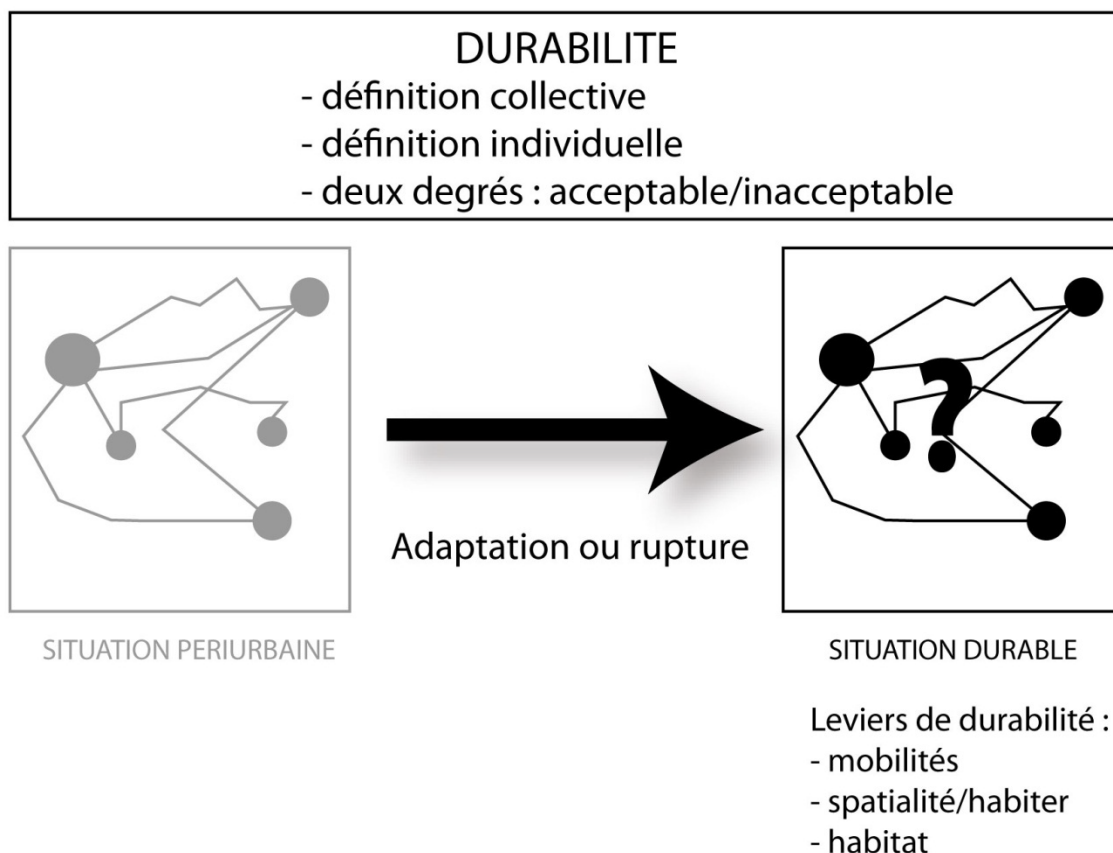 DURABILITE
- définition collective
- définition individuelle
- deux degrés : acceptable/inacceptable
?
Adaptation ou rupture
SITUATION PERIURBAINE
SITUATION DURABLE
Leviers de durabilité :
- mobilités
- spatialité/habiter
- habitat